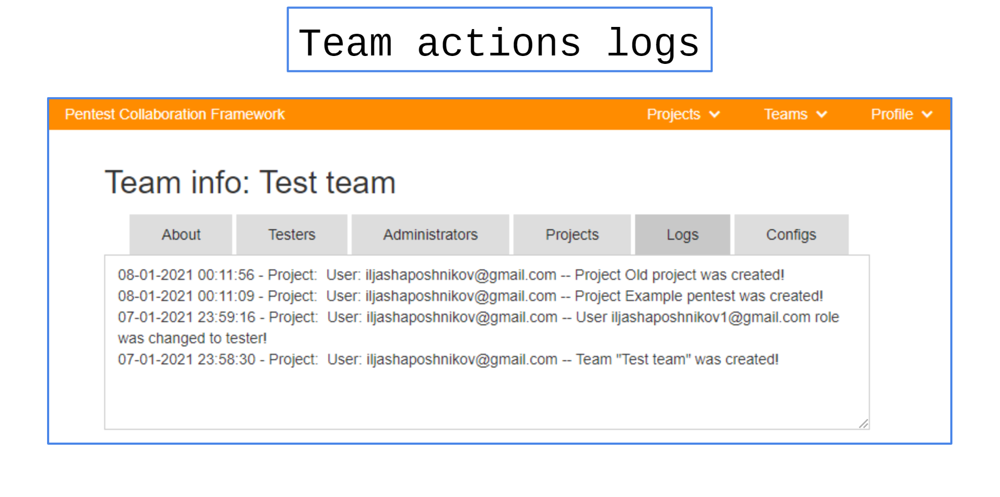 Team actions logs
Pentest Collaboration Framework Projects Teams Profile
Team info: Test team
About Testers Administrators Projects Logs Configs
08-01-2021 00:11:56 - Project:  User: iljashaposhnikov@gmail.com -- Project Old project was created!
08-01-2021 00:11:09 - Project:  User: iljashaposhnikov@gmail.com -- Project Example pentest was created!
07-01-2021 23:59:16 - Project:  User: iljashaposhnikov@gmail.com -- User iljashaposhnikov1@gmail.com role
was changed to tester!
07-01-2021 23:58:30 - Project:  User: iljashaposhnikov@gmail.com -- Team "Test team" was created!